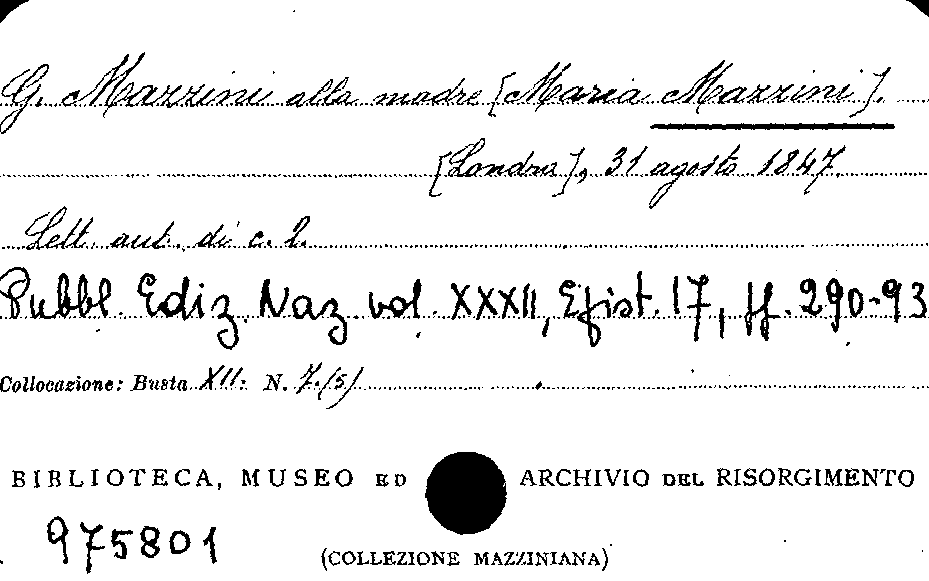 G. Mazzini alla madre [Maria Mazzini].
[Londra], 31 agosto 1847.
Lett. aut. di c. 2.
Pubbl. Ediz. Naz. vol. XXXII, Epist. 17, ff. 290-93
Collocazione: Busta XII: N. 7.(5)
BIBLIOTECA, MUSEO ED ARCHIVIO DEL RISORGIMENTO
975801
(COLLEZIONE MAZZINIANA)